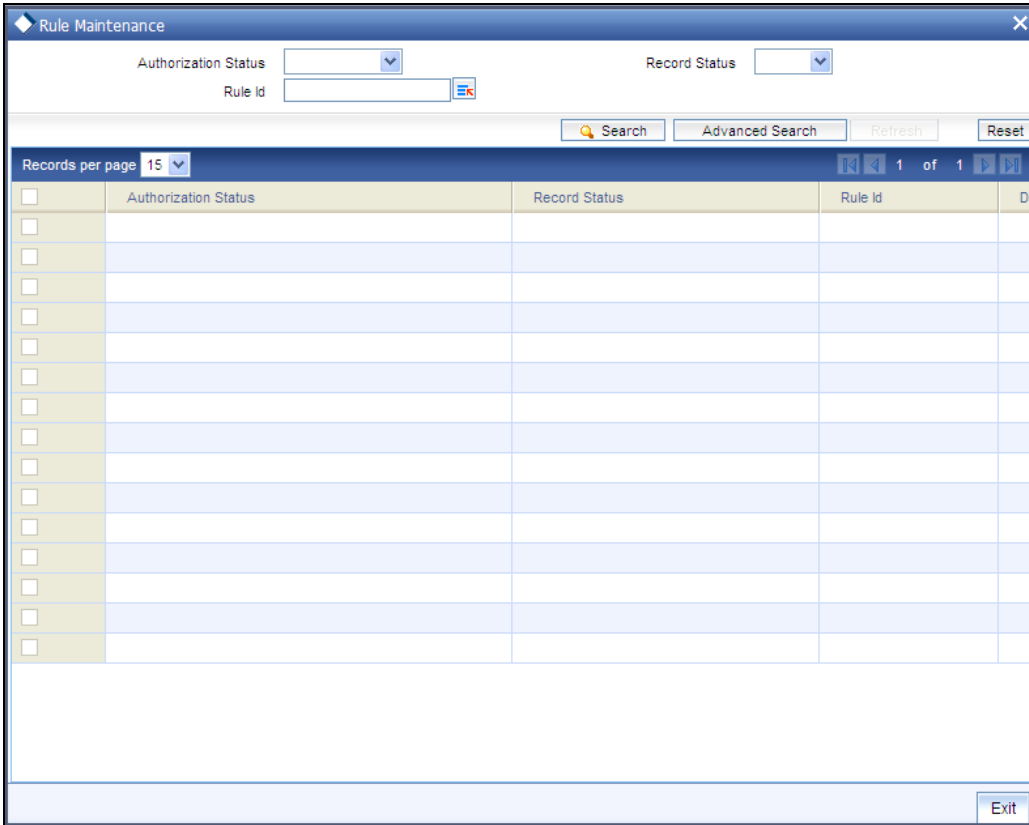 Rule Maintenance
Authorization Status
Record Status
Rule Id
Search Advanced Search Refresh Reset
Records per page 15 1 of 1
Authorization Status Record Status Rule Id D
Exit